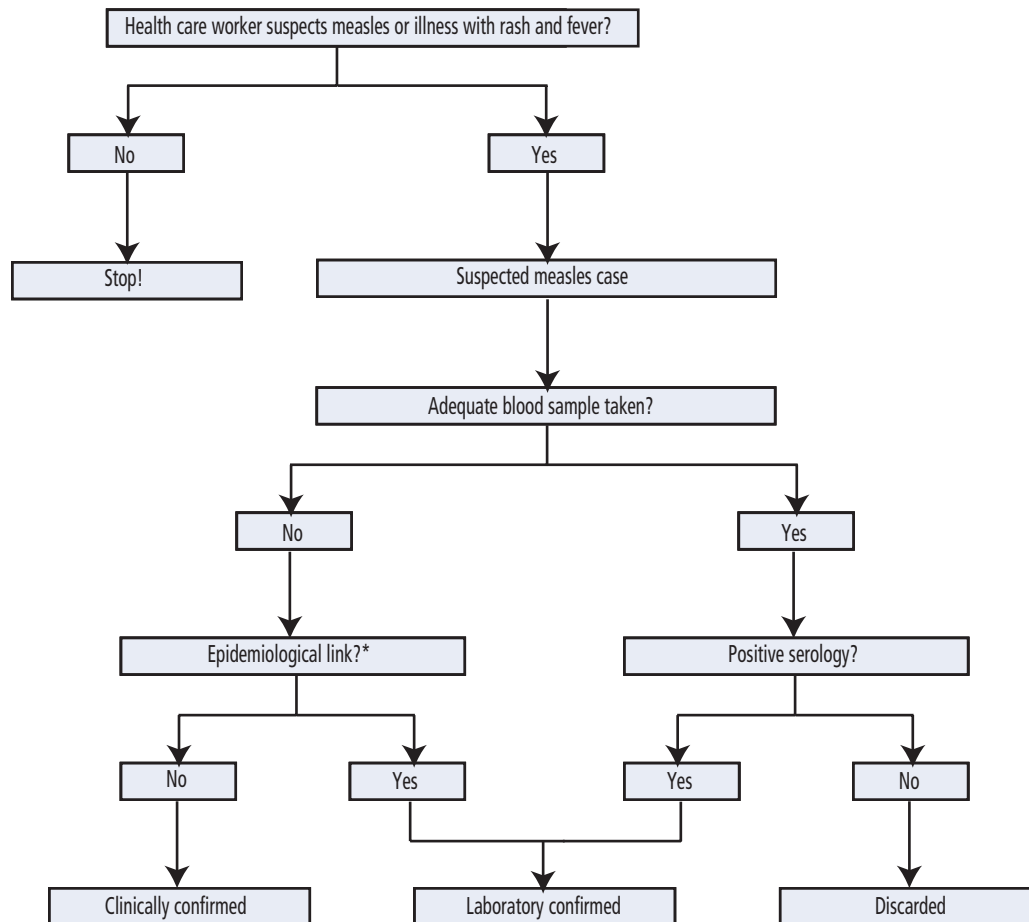 Health care worker suspects measles or illness with rash and fever?
No
Yes
Stop!
Suspected measles case
Adequate blood sample taken?
No
Yes
Epidemiological link?*
Positive serology?
No
Yes
Yes
No
Clinically confirmed
Laboratory confirmed
Discarded